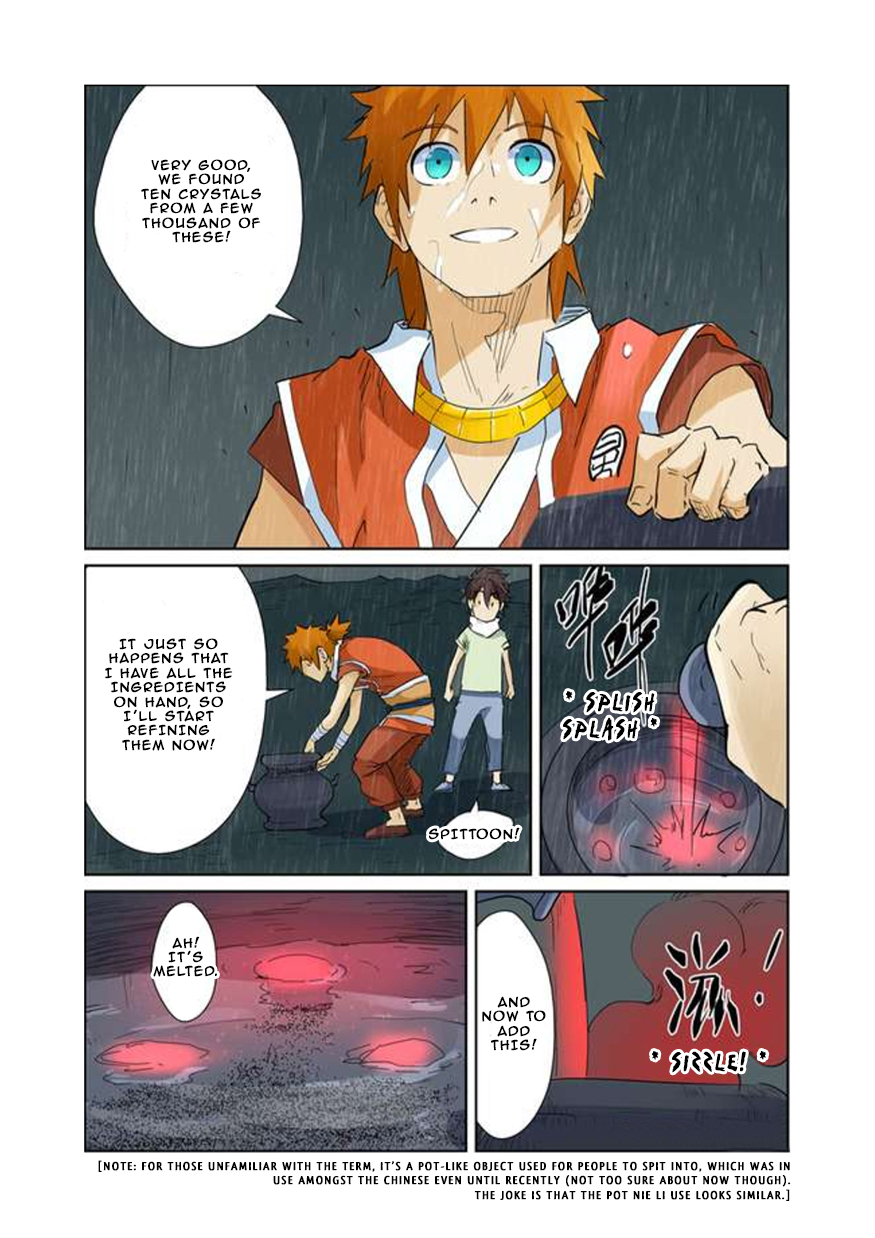 VERY GOOD,
WE FOUND
TEN CRYSTALS
FROM A FEW
THOUSAND OF
THESE!
IT JUST SO
HAPPENS THAT
I HAVE ALL THE
INGREDIENTS
ON HAND, SO
I'LL START
REFINING
THEM NOW!
SPITTOON!
哗哗
* SPLISH
SPLASH *
AH!
IT'S
MELTED.
AND
NOW TO
ADD
THIS!
滋!
* SIZZLE! *
[NOTE: FOR THOSE UNFAMILIAR WITH THE TERM, IT'S A POT-LIKE OBJECT USED FOR PEOPLE TO SPIT INTO, WHICH WAS IN
USE AMONGST THE CHINESE EVEN UNTIL RECENTLY (NOT TOO SURE ABOUT NOW THOUGH).
THE JOKE IS THAT THE POT NIE LI USE LOOKS SIMILAR.]